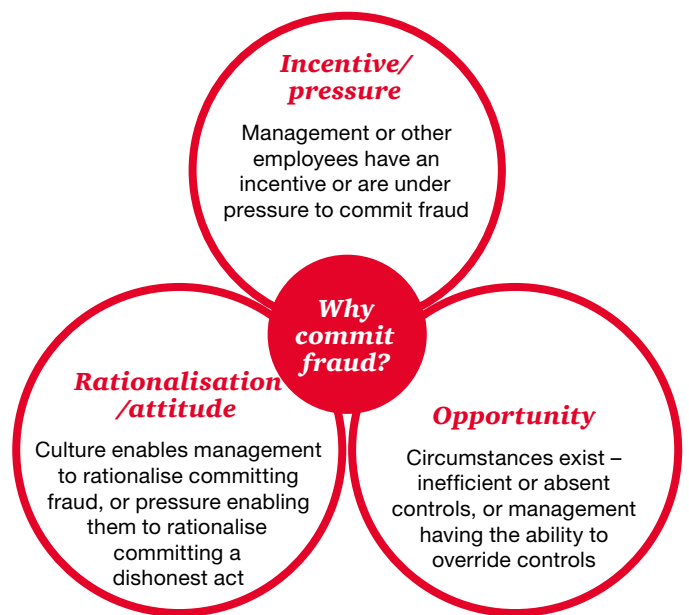 Incentive/
pressure
Management or other
employees have an
incentive or are under
pressure to commit fraud
Why
commit
fraud?
Rationalisation
/attitude
Culture enables management
to rationalise committing
fraud, or pressure enabling
them to rationalise
committing a
dishonest act
Opportunity
Circumstances exist –
inefficient or absent
controls, or management
having the ability to
override controls